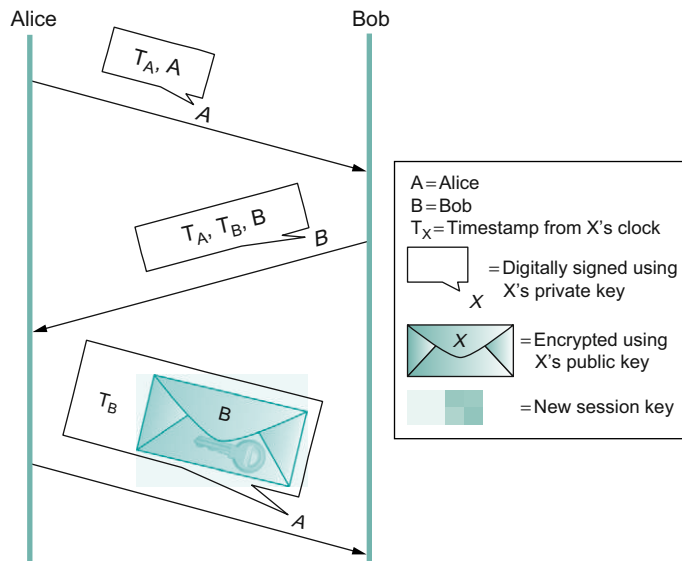 Alice
Bob
T_A, A
A
T_A, T_B, B
B
T_B
B
A
A = Alice
B = Bob
T_X = Timestamp from X's clock
X
= Digitally signed using
X's private key
X
= Encrypted using
X's public key
= New session key